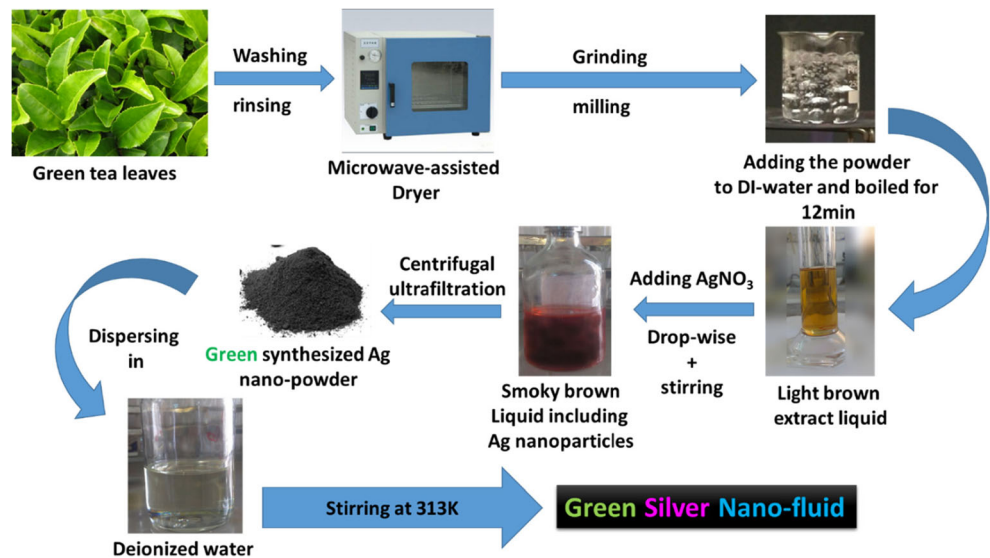 Washing
rinsing
Grinding
milling
Green tea leaves
Microwave-assisted
Dryer
Adding the powder
to DI-water and boiled for
12min
Light brown
extract liquid
Adding AgNO₃
Drop-wise
+
stirring
Smoky brown
Liquid including
Ag nanoparticles
Centrifugal
ultrafiltration
Green synthesized Ag
nano-powder
Dispersing
in
Deionized water
Stirring at 313K
Green Silver Nano-fluid